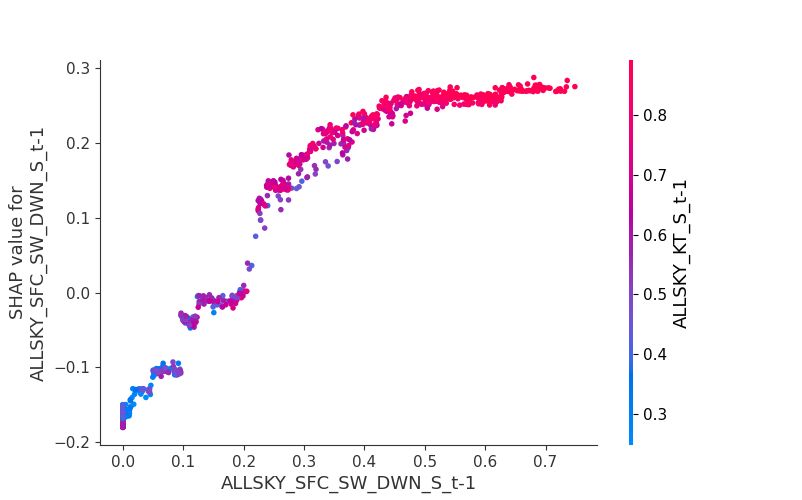 SHAP value for
ALLSKY_SFC_SW_DWN_S_t-1
0.3
0.2
0.1
0.0
−0.1
−0.2
0.0 0.1 0.2 0.3 0.4 0.5 0.6 0.7
ALLSKY_SFC_SW_DWN_S_t-1
0.8
0.7
0.6
0.5
0.4
0.3
ALLSKY_KT_S_t-1